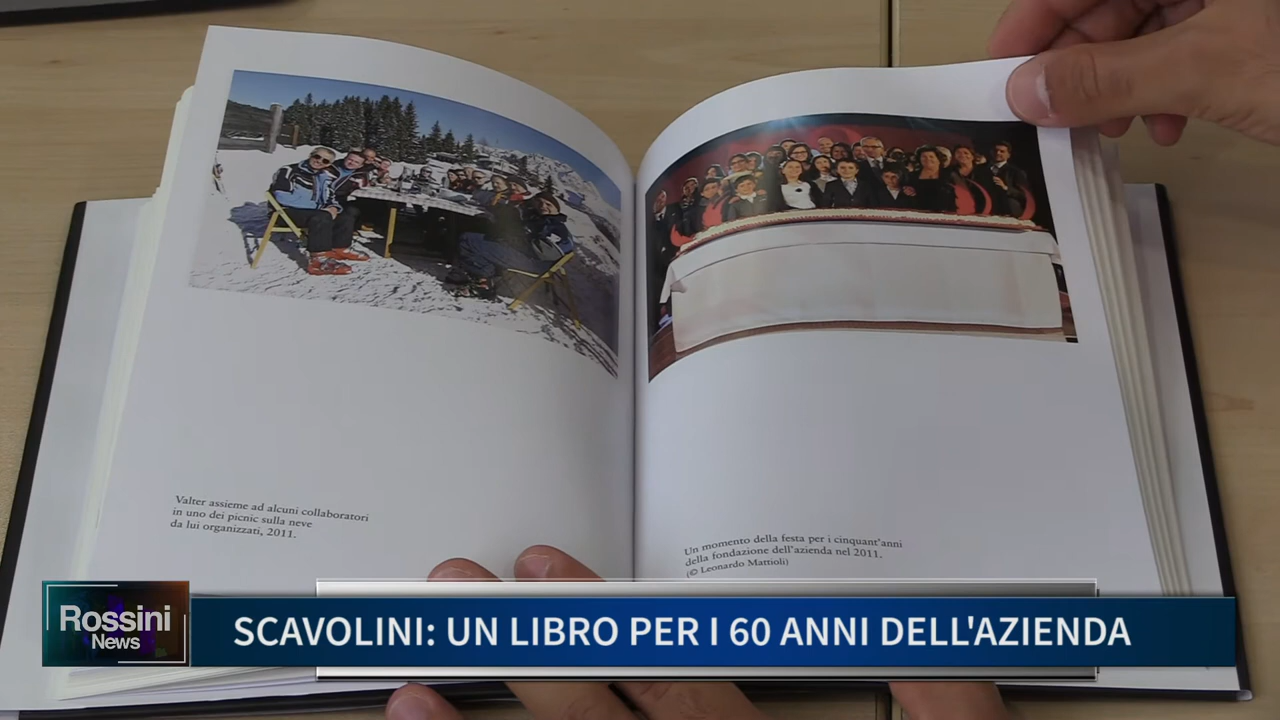 Valter assieme ad alcuni collaboratori
in uno dei picnic sulla neve
da lui organizzati, 2011.
Un momento della festa per i cinquant'anni
della fondazione dell'azienda nel 2011.
(© Leonardo Mattioli)
Rossini
News
SCAVOLINI: UN LIBRO PER I 60 ANNI DELL'AZIENDA